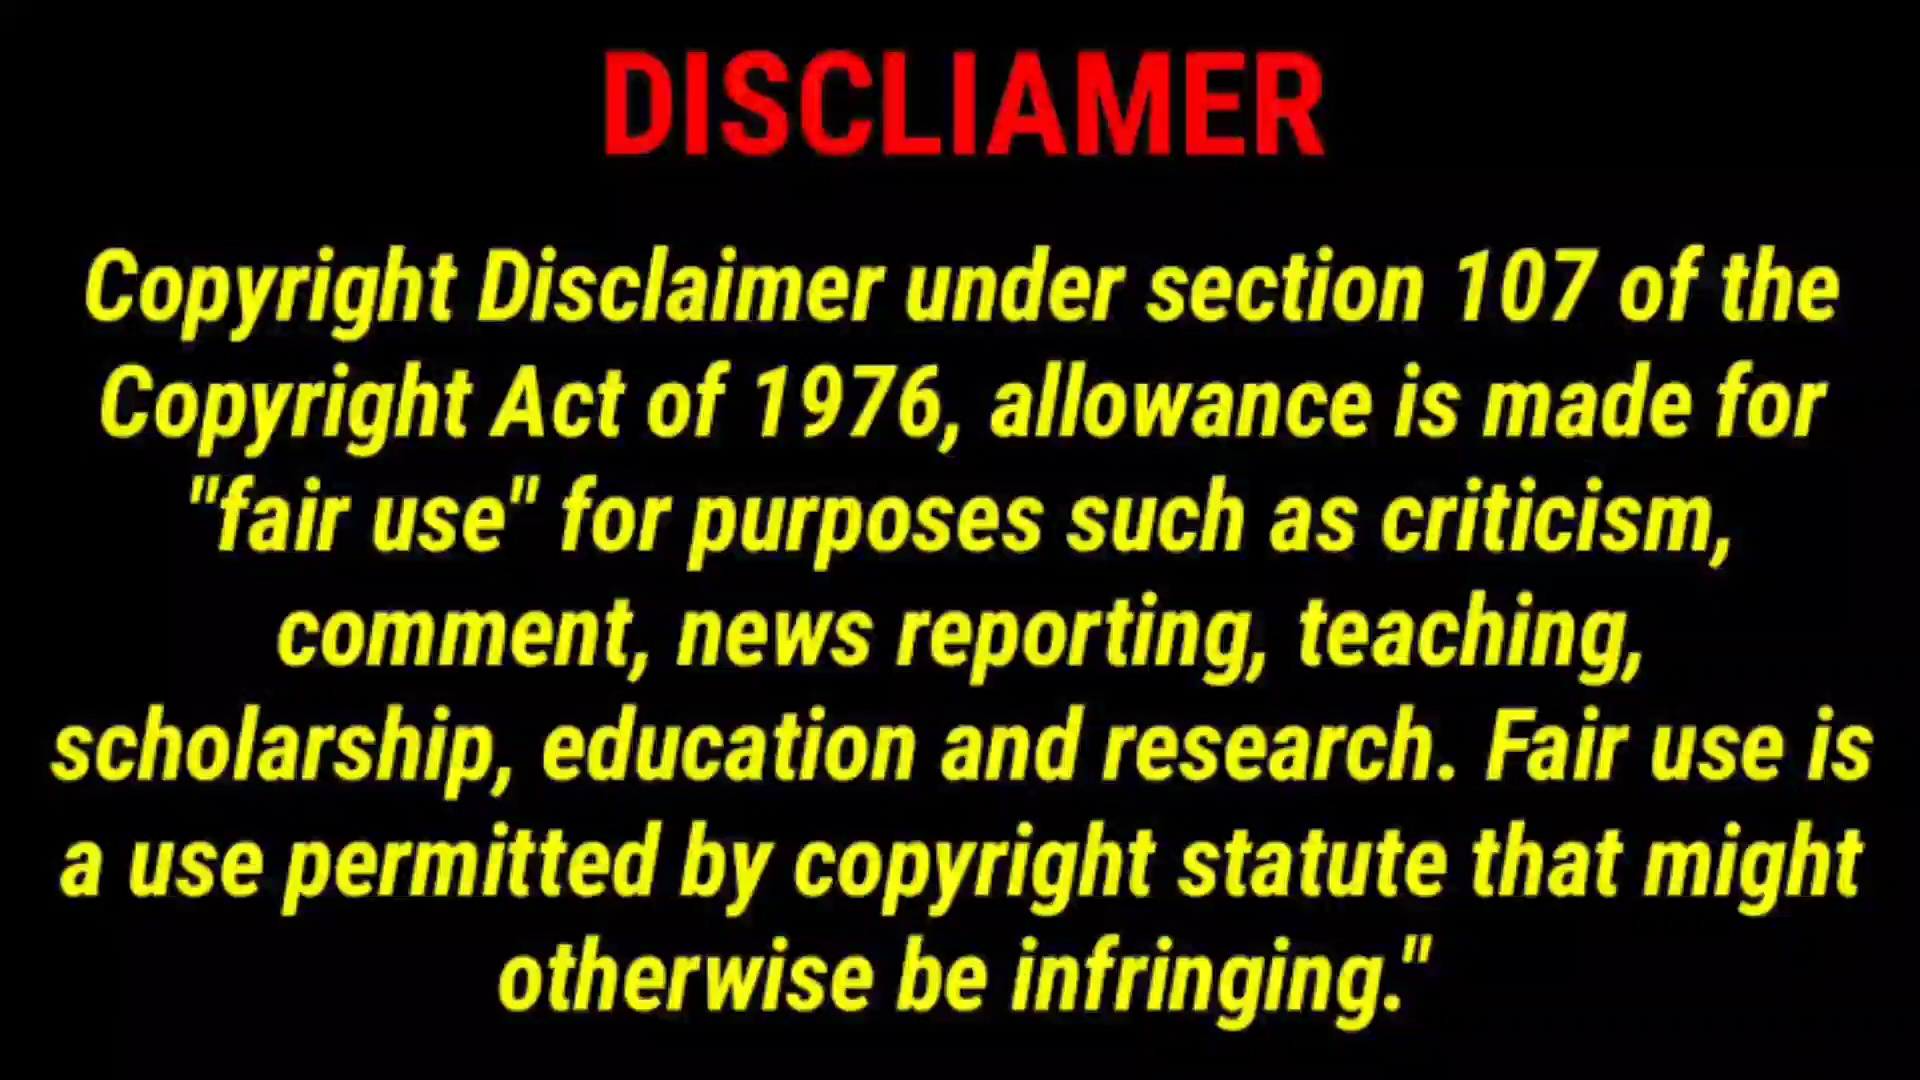 DISCLIAMER
Copyright Disclaimer under section 107 of the
Copyright Act of 1976, allowance is made for
"fair use" for purposes such as criticism,
comment, news reporting, teaching,
scholarship, education and research. Fair use is
a use permitted by copyright statute that might
otherwise be infringing."